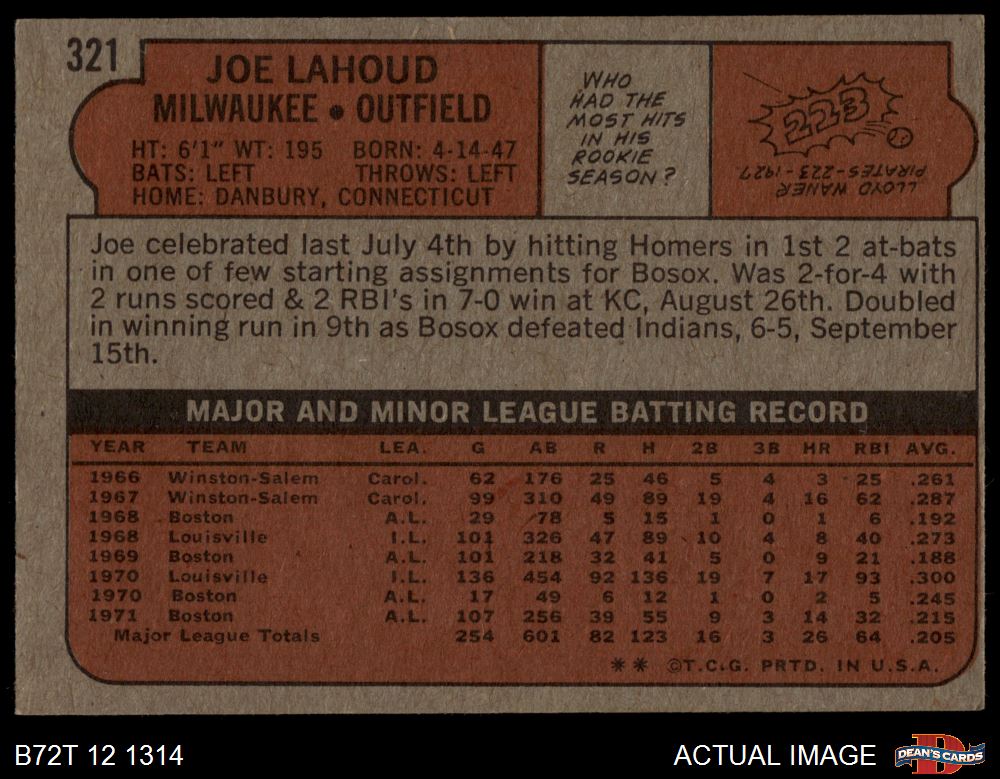 321
JOE LAHOUD
MILWAUKEE • OUTFIELD
HT: 6'1" WT: 195 BORN: 4-14-47
BATS: LEFT THROWS: LEFT
HOME: DANBURY, CONNECTICUT
WHO
HAD THE
MOST HITS
IN HIS
ROOKIE
SEASON?
223
LLOYD WANER
PIRATES-223-1927
Joe celebrated last July 4th by hitting Homers in 1st 2 at-bats
in one of few starting assignments for Bosox. Was 2-for-4 with
2 runs scored & 2 RBI's in 7-0 win at KC, August 26th. Doubled
in winning run in 9th as Bosox defeated Indians, 6-5, September
15th.
MAJOR AND MINOR LEAGUE BATTING RECORD
YEAR TEAM LEA. G AB R H 2B 3B HR RBI AVG.
1966 Winston-Salem Carol. 62 176 25 46 5 4 3 25 .261
1967 Winston-Salem Carol. 99 310 49 89 19 4 16 62 .287
1968 Boston A.L. 29 78 5 15 1 0 1 6 .192
1968 Louisville I.L. 101 326 47 89 10 4 8 40 .273
1969 Boston A.L. 101 218 32 41 5 0 9 21 .188
1970 Louisville I.L. 136 454 92 136 19 7 17 93 .300
1970 Boston A.L. 17 49 6 12 1 0 2 5 .245
1971 Boston A.L. 107 256 39 55 9 3 14 32 .215
Major League Totals 254 601 82 123 16 3 26 64 .205
** ©T.C.G. PRTD. IN U.S.A.
B72T 12 1314
ACTUAL IMAGE
DEAN'S CARDS